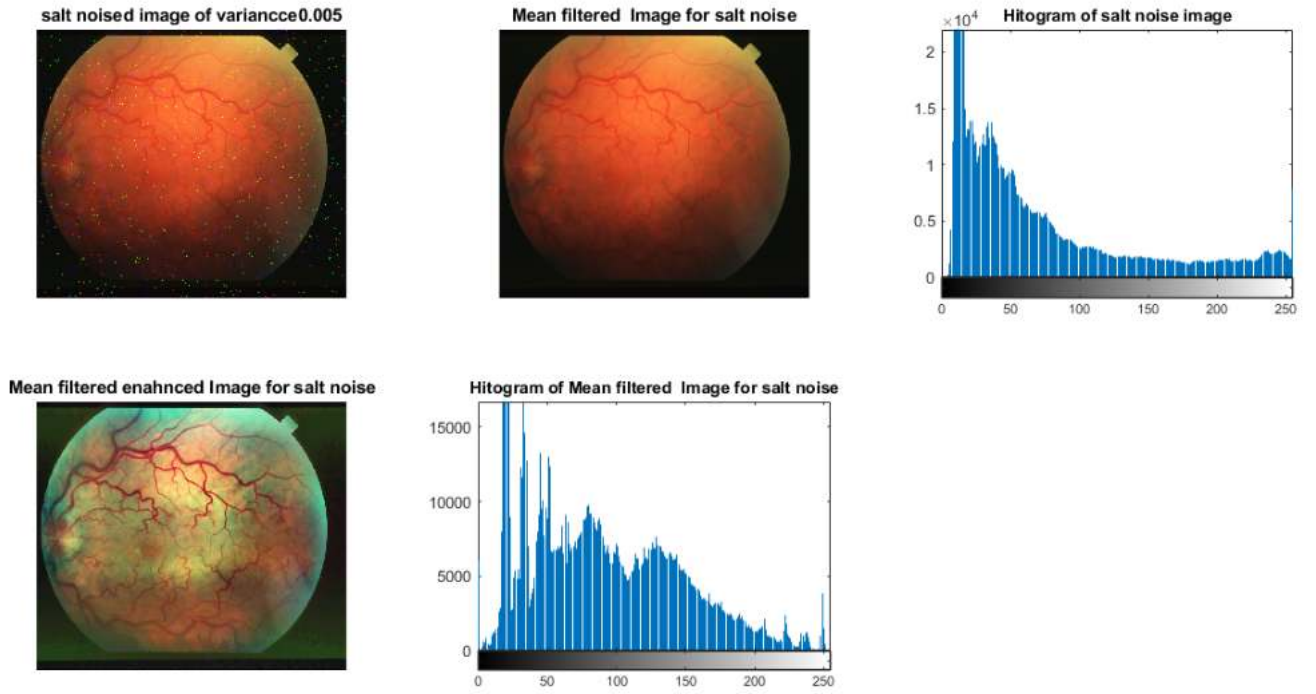 salt noised image of variancce0.005
Mean filtered  Image for salt noise
Hitogram of salt noise image
×10⁴
2
1.5
1
0.5
0
0 50 100 150 200 250
Mean filtered enahnced Image for salt noise
Hitogram of Mean filtered  Image for salt noise
15000
10000
5000
0
0 50 100 150 200 250